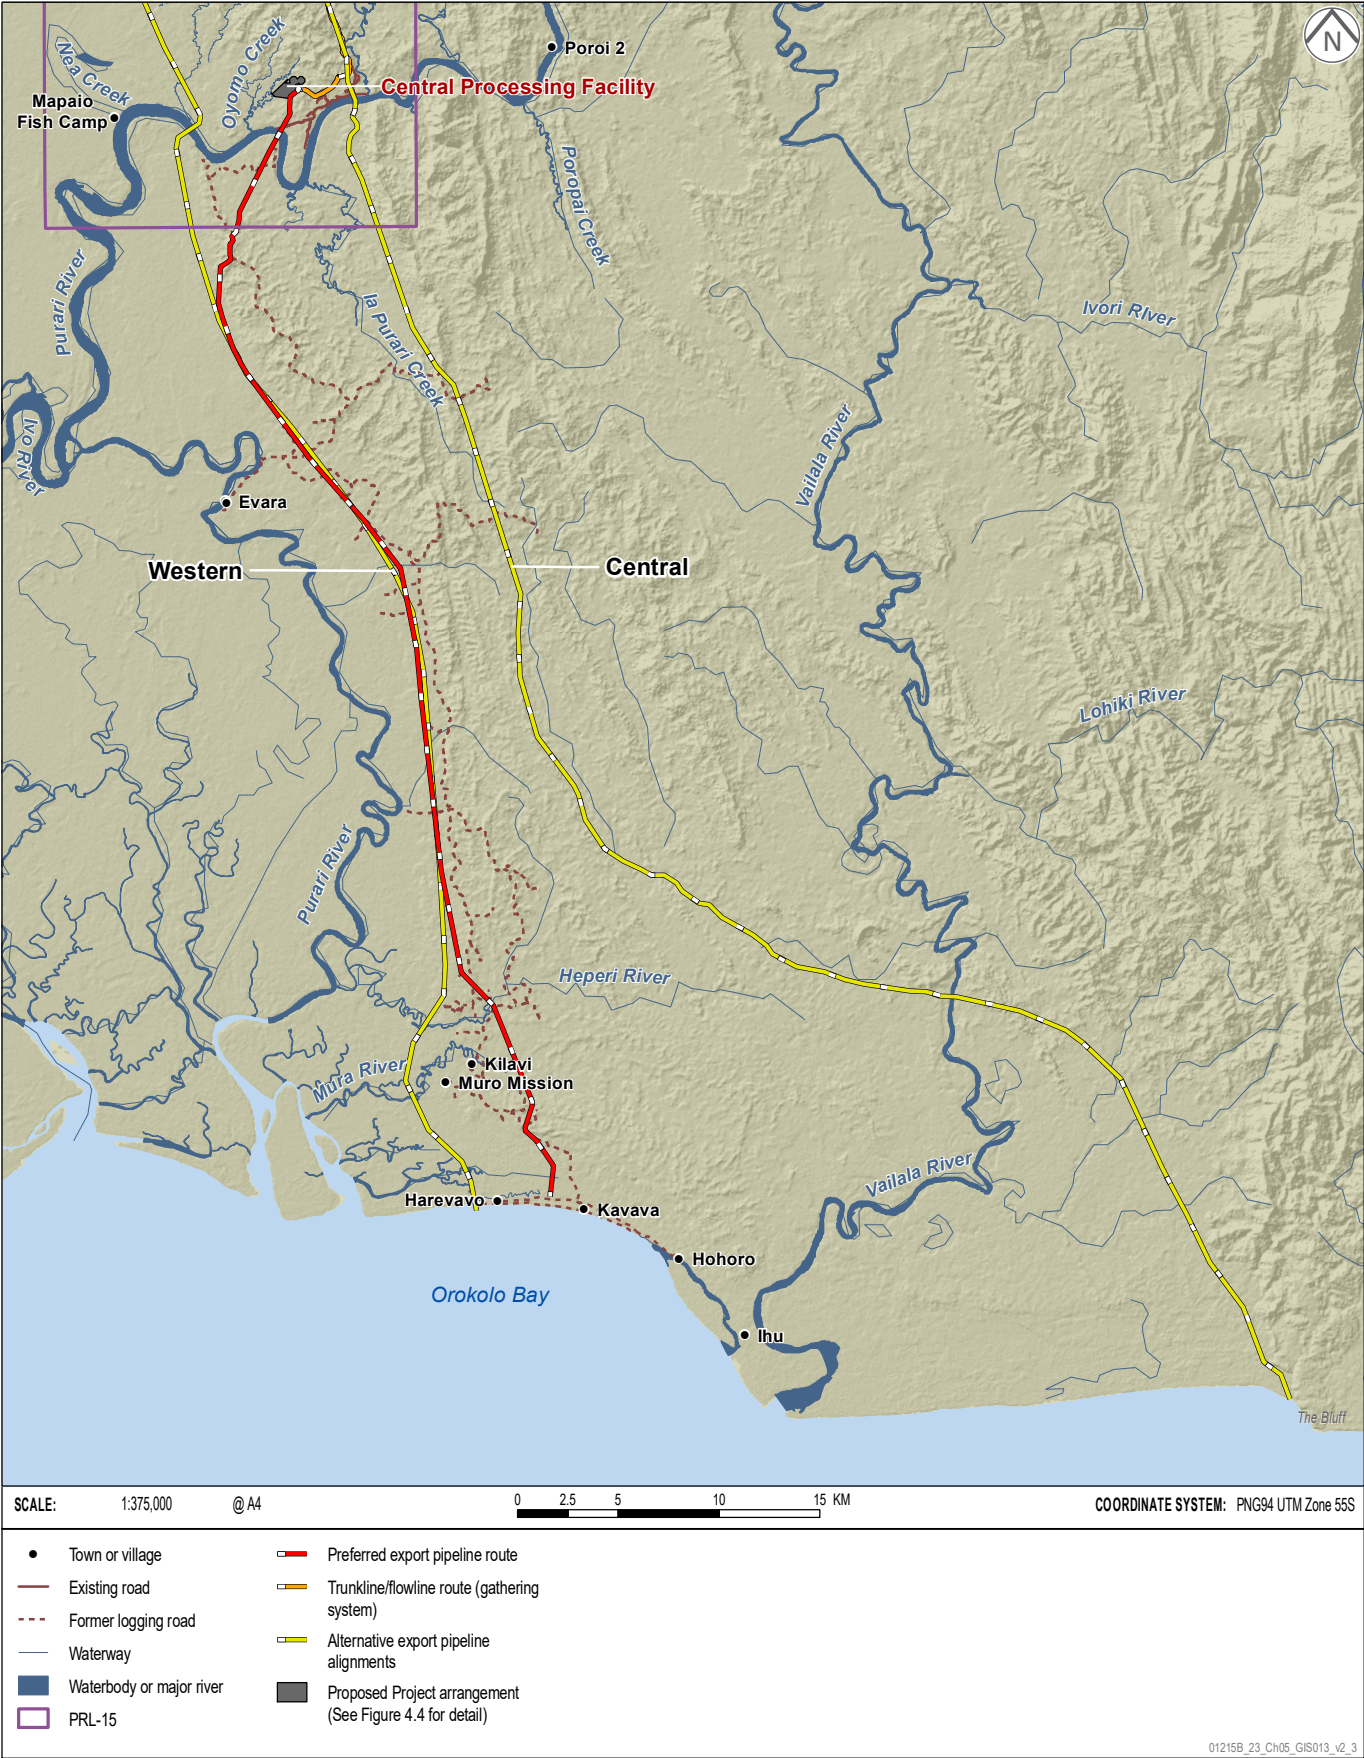 N
Poroi 2
Nea Creek
Oyomo Creek
Central Processing Facility
Mapaio
Fish Camp
Poropai Creek
Purari River
Ia Purari Creek
Ivori RIver
Ivo River
Vailala River
Evara
Western
Central
Lohiki River
Purari River
Heperi River
Mura River
Kilavi
Muro Mission
Vailala River
Harevavo
Kavava
Hohoro
Orokolo Bay
Ihu
The Bluff
SCALE: 1:375,000 @ A4
0 2.5 5 10 15 KM
COORDINATE SYSTEM: PNG94 UTM Zone 55S
Town or village
Existing road
Former logging road
Waterway
Waterbody or major river
PRL-15
Preferred export pipeline route
Trunkline/flowline route (gathering
system)
Alternative export pipeline
alignments
Proposed Project arrangement
(See Figure 4.4 for detail)
01215B_23_Ch05_GIS013_v2_3